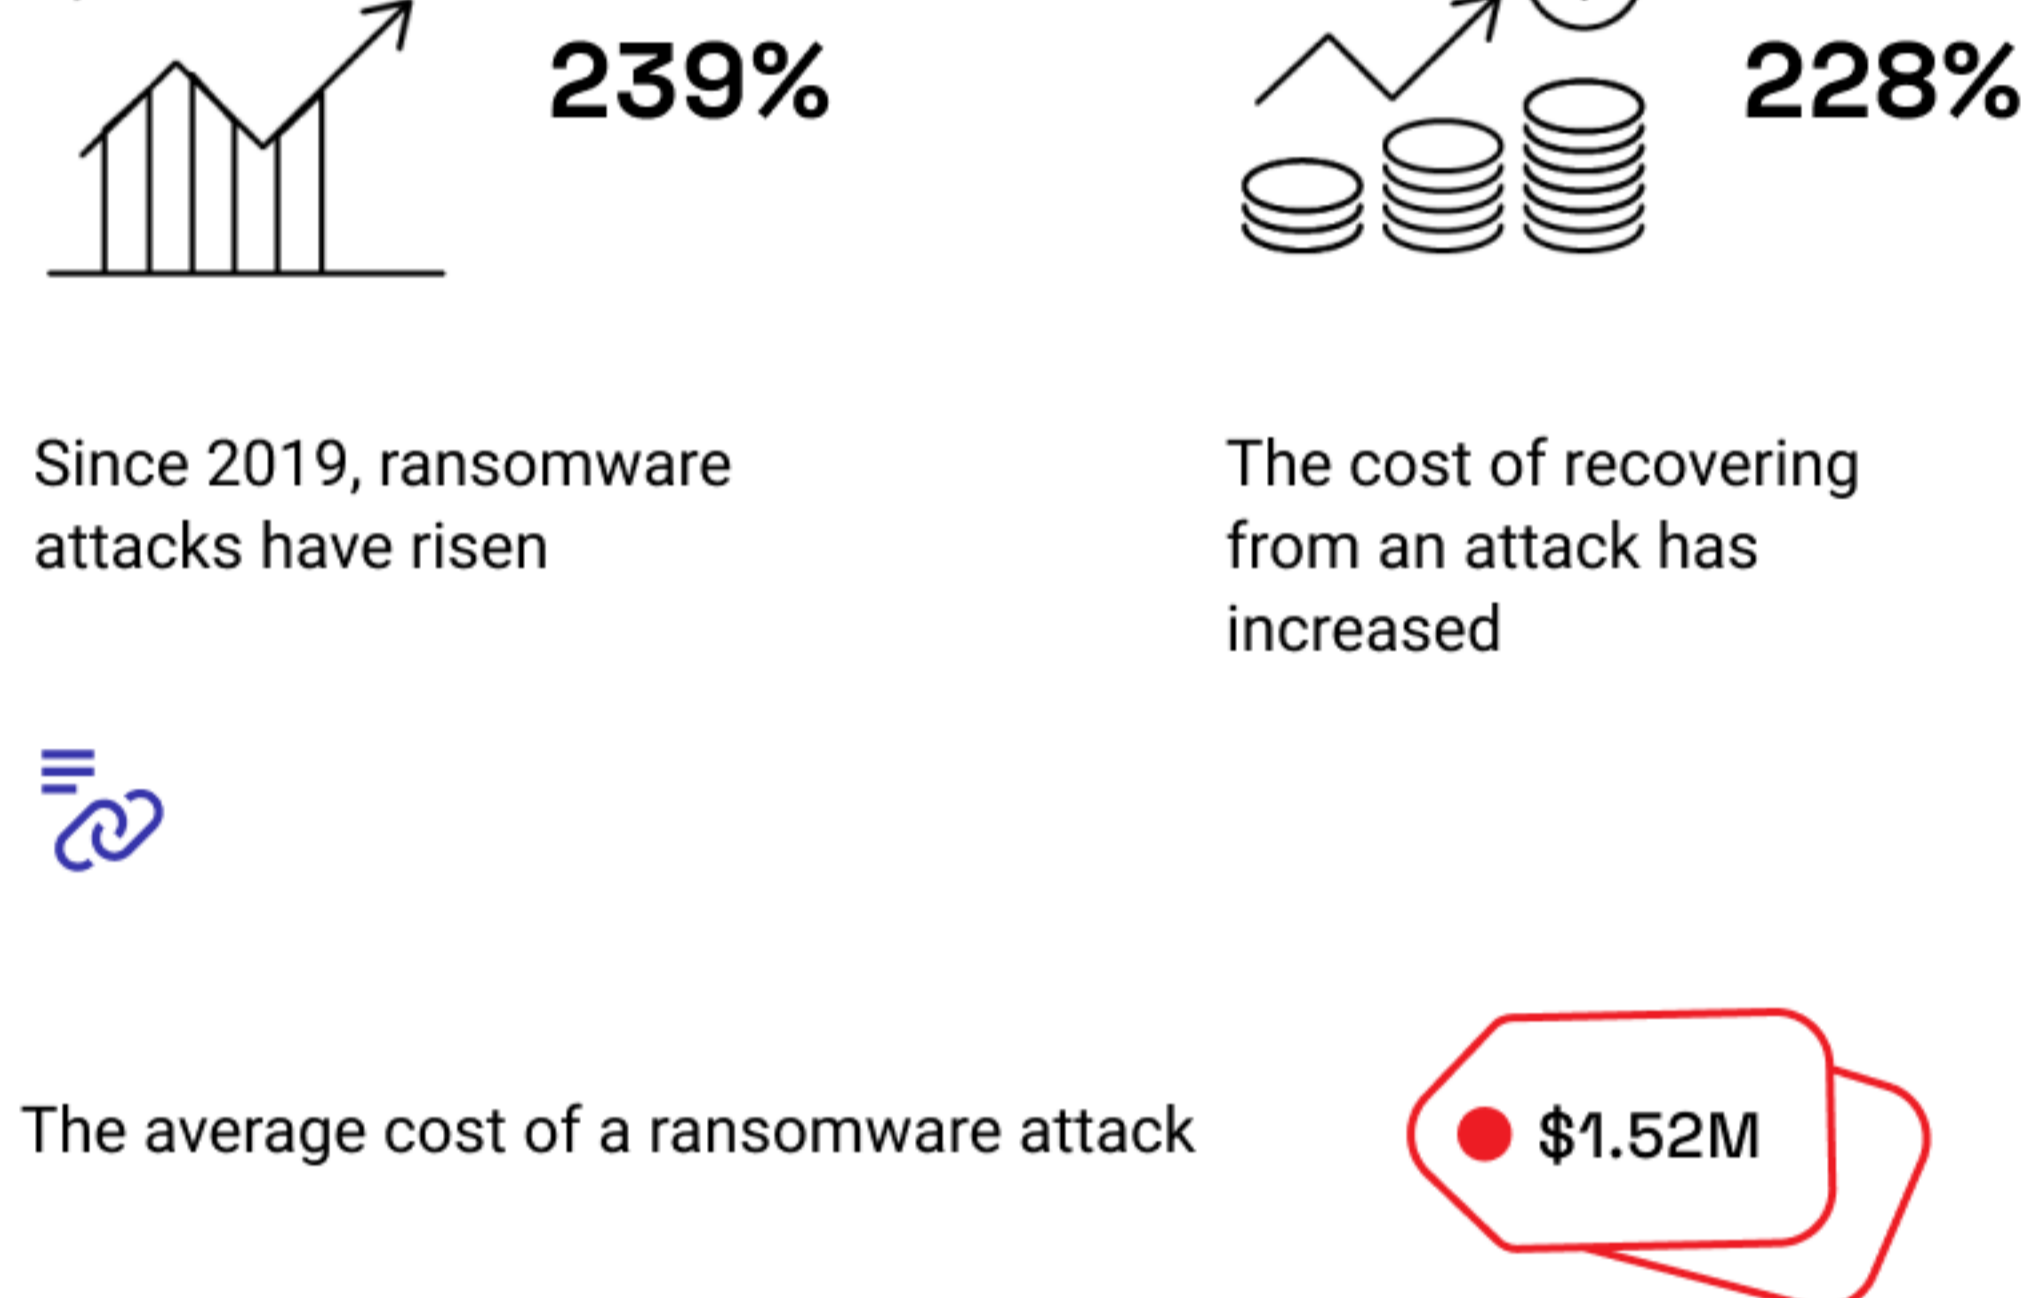 239%
Since 2019, ransomware
attacks have risen
228%
The cost of recovering
from an attack has
increased
The average cost of a ransomware attack
$1.52M